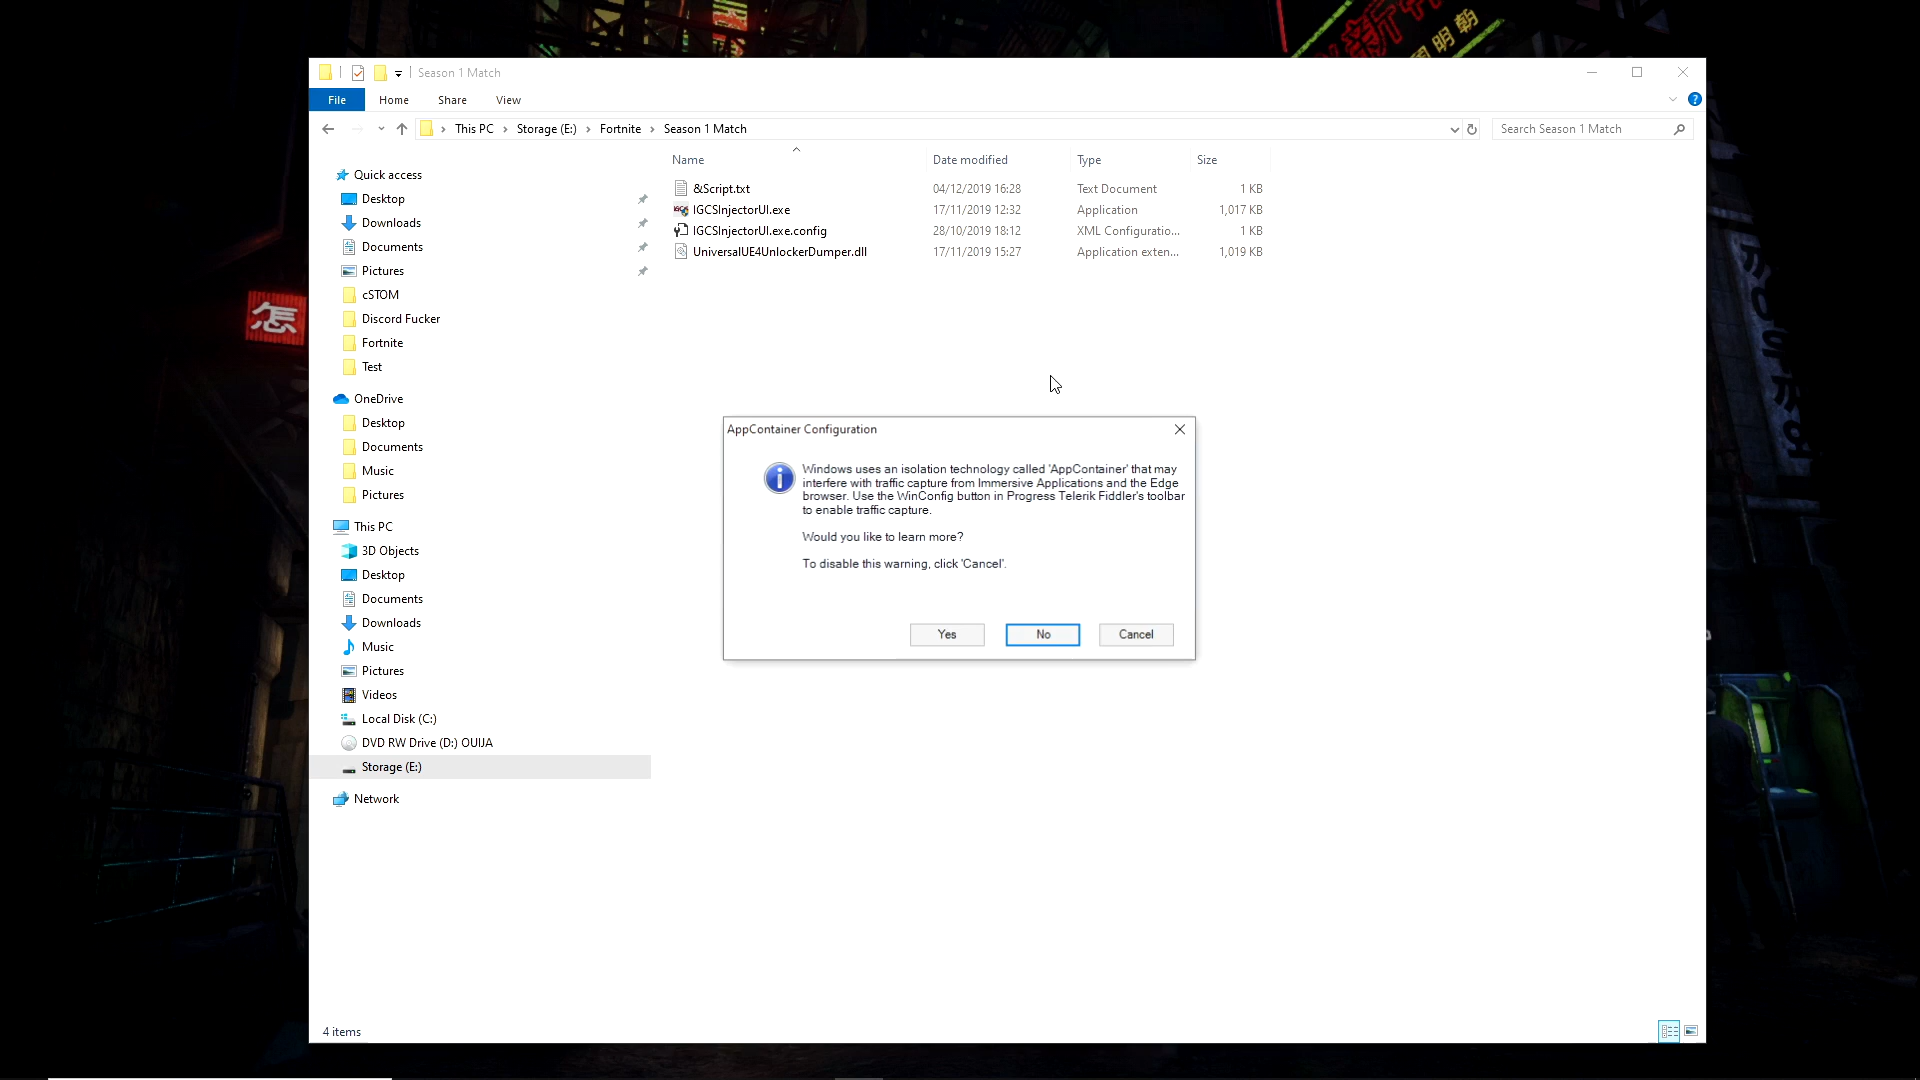 新
明朝
怎
Season 1 Match
File Home Share View
This PC Storage (E:) Fortnite Season 1 Match
Search Season 1 Match
Name Date modified Type Size
&Script.txt 04/12/2019 16:28 Text Document 1 KB
IGCSInjectorUI.exe 17/11/2019 12:32 Application 1,017 KB
IGCSInjectorUI.exe.config 28/10/2019 18:12 XML Configuratio... 1 KB
UniversalUE4UnlockerDumper.dll 17/11/2019 15:27 Application exten... 1,019 KB
Quick access
Desktop
Downloads
Documents
Pictures
cSTOM
Discord Fucker
Fortnite
Test
OneDrive
Desktop
Documents
Music
Pictures
This PC
3D Objects
Desktop
Documents
Downloads
Music
Pictures
Videos
Local Disk (C:)
DVD RW Drive (D:) OUIJA
Storage (E:)
Network
AppContainer Configuration
Windows uses an isolation technology called 'AppContainer' that may
interfere with traffic capture from Immersive Applications and the Edge
browser. Use the WinConfig button in Progress Telerik Fiddler's toolbar
to enable traffic capture.
Would you like to learn more?
To disable this warning, click 'Cancel'.
Yes No Cancel
4 items